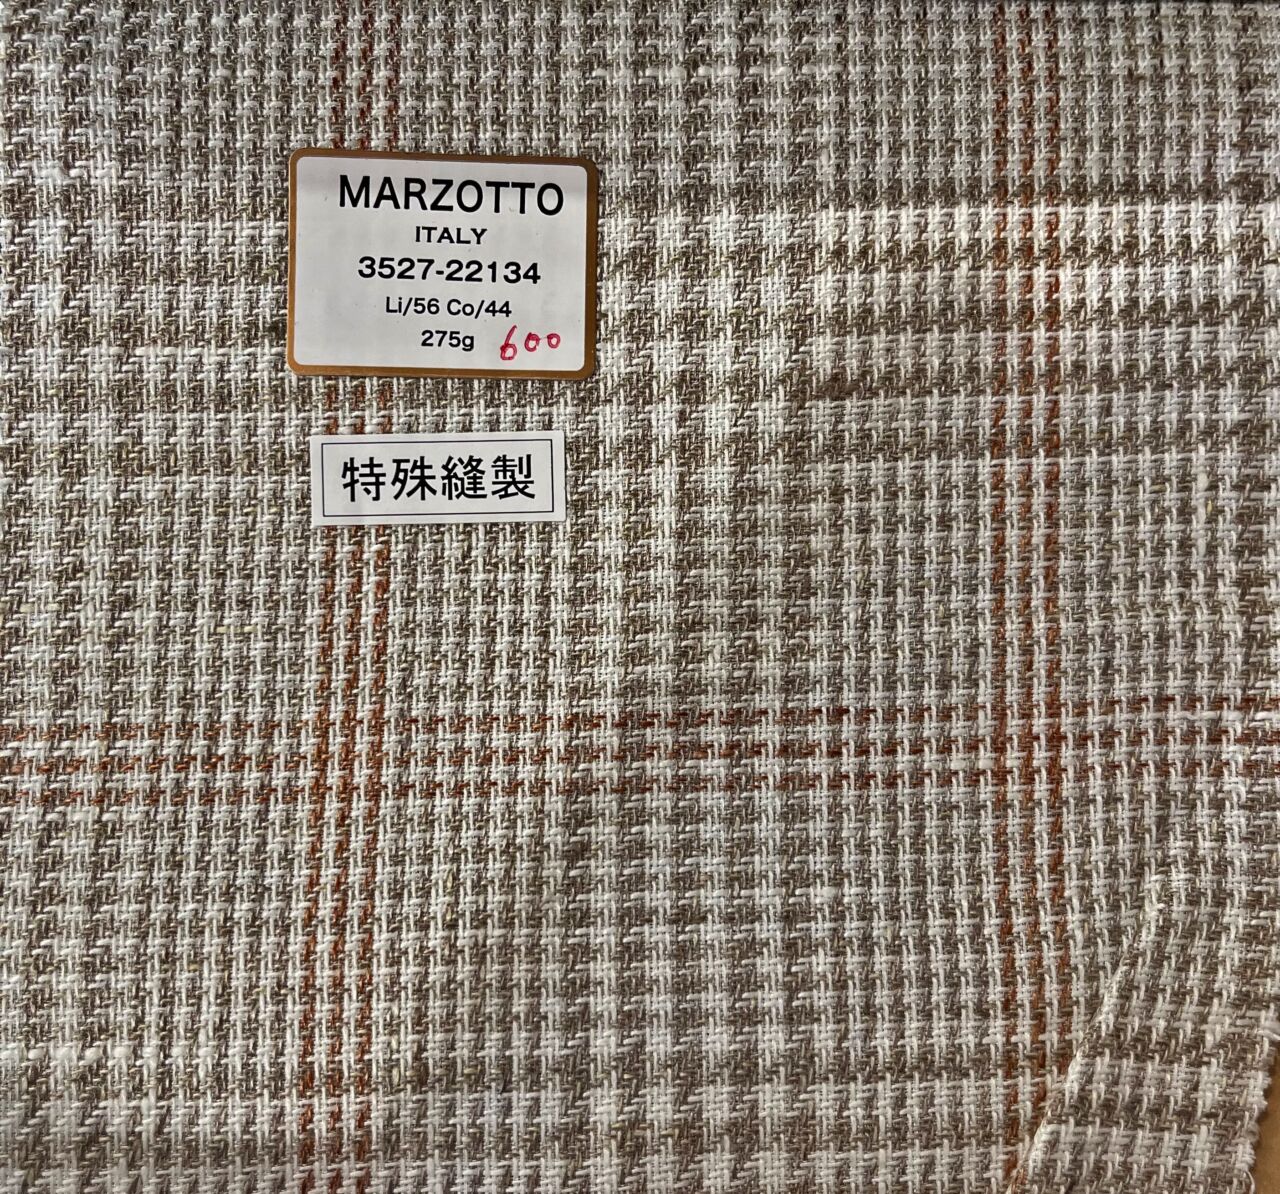 MARZOTTO
ITALY
3527-22134
Li/56 Co/44
275g 600
特殊縫製